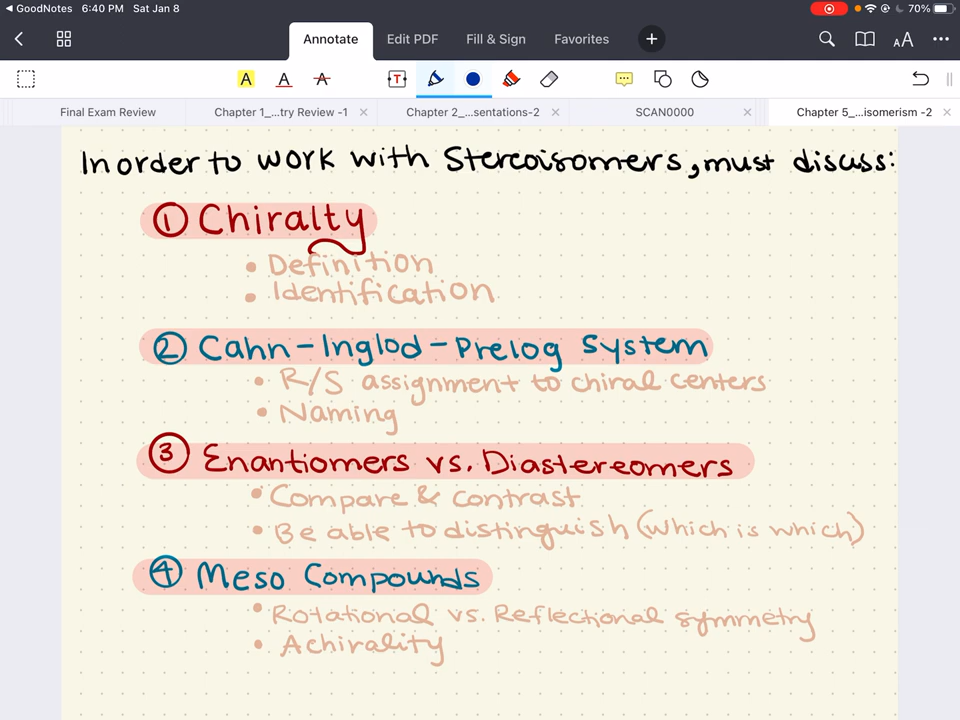 GoodNotes 6:40 PM Sat Jan 8 70%
Annotate Edit PDF Fill & Sign Favorites
Final Exam Review Chapter 1_...try Review -1 Chapter 2_...sentations-2 SCAN0000 Chapter 5_...isomerism -2
In order to work with Stereoisomers, must discuss:
① Chiralty
• Definition
• Identification
② Cahn-Inglod-Prelog System
• R/S assignment to chiral centers
• Naming
③ Enantiomers vs. Diastereomers
• Compare & contrast
• Be able to distinguish (which is which)
④ Meso Compounds
• Rotational vs. Reflectional symmetry
• Achirality